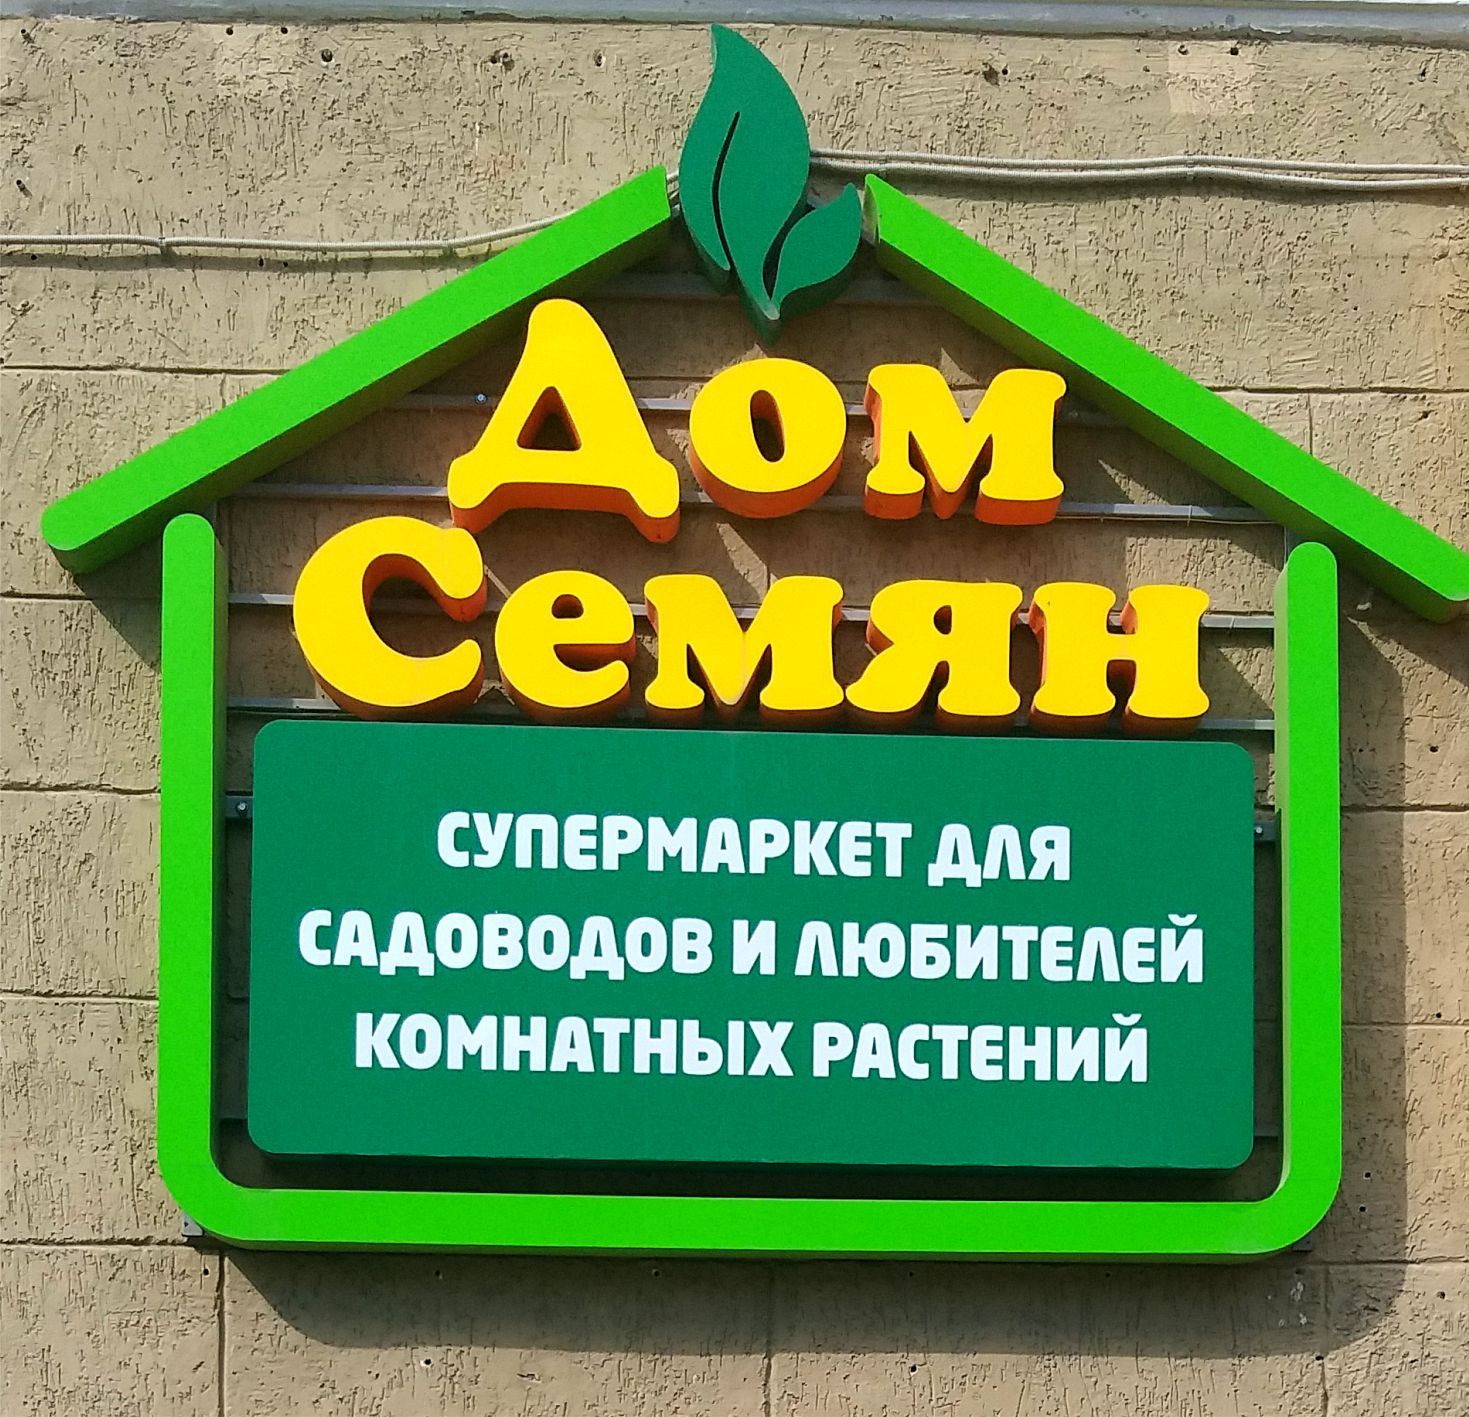 Дом
Семян
СУПЕРМАРКЕТ ДЛЯ
САДОВОДОВ И ЛЮБИТЕЛЕЙ
КОМНАТНЫХ РАСТЕНИЙ